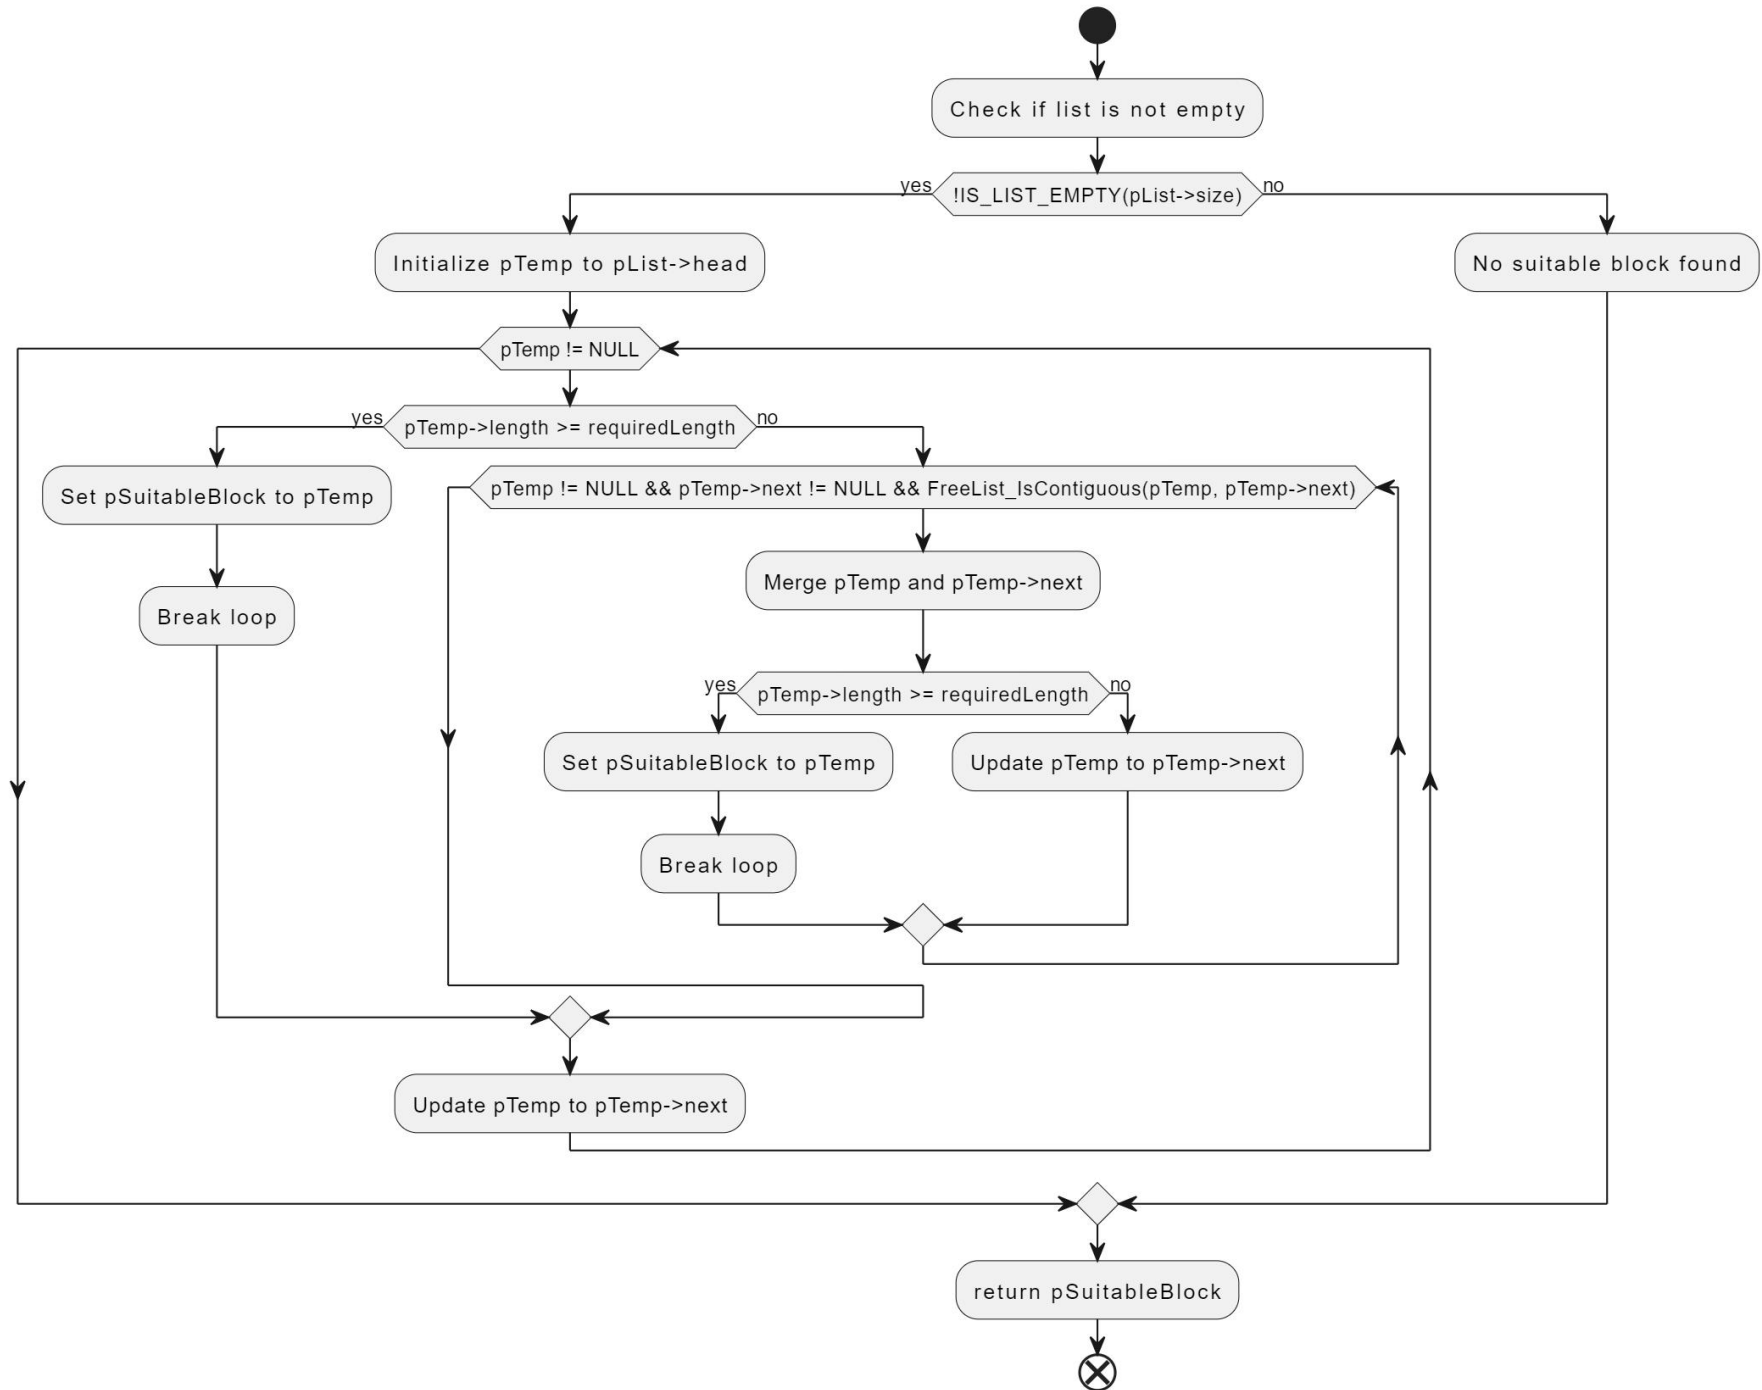 Check if list is not empty
yes
!IS_LIST_EMPTY(pList->size)
no
Initialize pTemp to pList->head
No suitable block found
pTemp != NULL
yes
pTemp->length >= requiredLength
no
Set pSuitableBlock to pTemp
pTemp != NULL && pTemp->next != NULL && FreeList_IsContiguous(pTemp, pTemp->next)
Merge pTemp and pTemp->next
Break loop
yes
pTemp->length >= requiredLength
no
Set pSuitableBlock to pTemp
Update pTemp to pTemp->next
Break loop
Update pTemp to pTemp->next
return pSuitableBlock